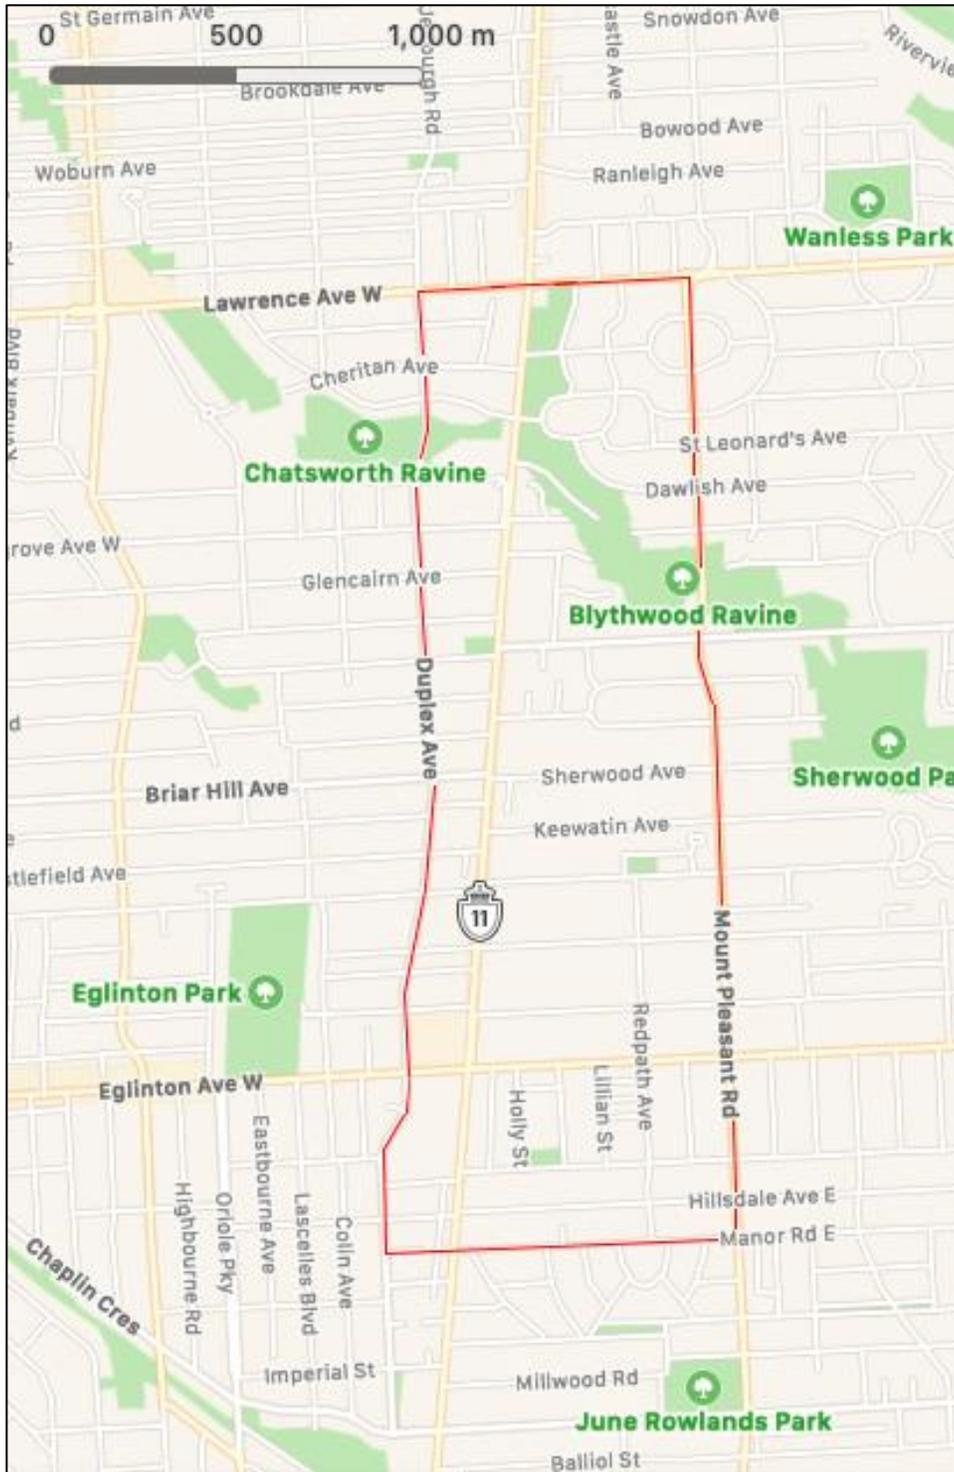 St Germain Ave
Snowdon Ave
0 500 1,000 m
Brookdale Ave
Bowood Ave
Woburn Ave
Ranleigh Ave
Wanless Park
Lawrence Ave W
Cheritan Ave
St Leonard's Ave
Chatsworth Ravine
Dawlish Ave
rove Ave W
Glencairn Ave
Blythwood Ravine
Duplex Ave
d
Sherwood Ave
Sherwood Pa
Briar Hill Ave
Keewatin Ave
e
stlefield Ave
11
Mount Pleasant Rd
Eglinton Park
Redpath Ave
Eglinton Ave W
Lillian St
Holly St
Eastbourne Ave
Hillsdale Ave E
Highbourne Rd
Oriole Pky
Lascelles Blvd
Colin Ave
Manor Rd E
Chaplin Cres
Imperial St
Millwood Rd
June Rowlands Park
Balliol St